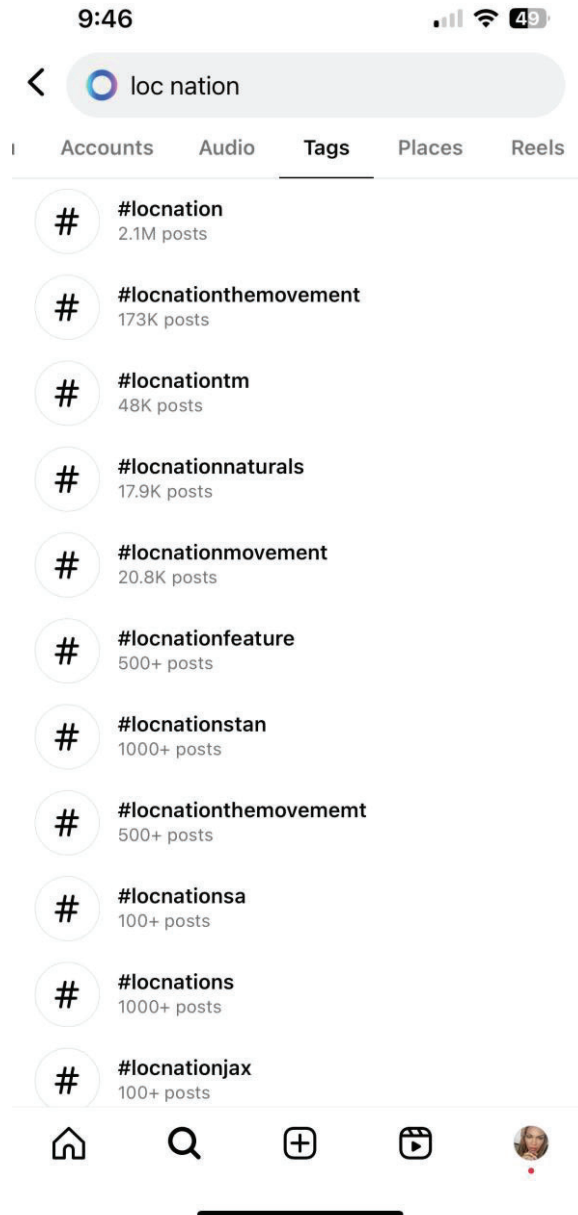 9:46
49
loc nation
Accounts Audio Tags Places Reels
#locnation
2.1M posts
#locnationthemovement
173K posts
#locnationtm
48K posts
#locnationnaturals
17.9K posts
#locnationmovement
20.8K posts
#locnationfeature
500+ posts
#locnationstan
1000+ posts
#locnationthemovememt
500+ posts
#locnationsa
100+ posts
#locnations
1000+ posts
#locnationjax
100+ posts